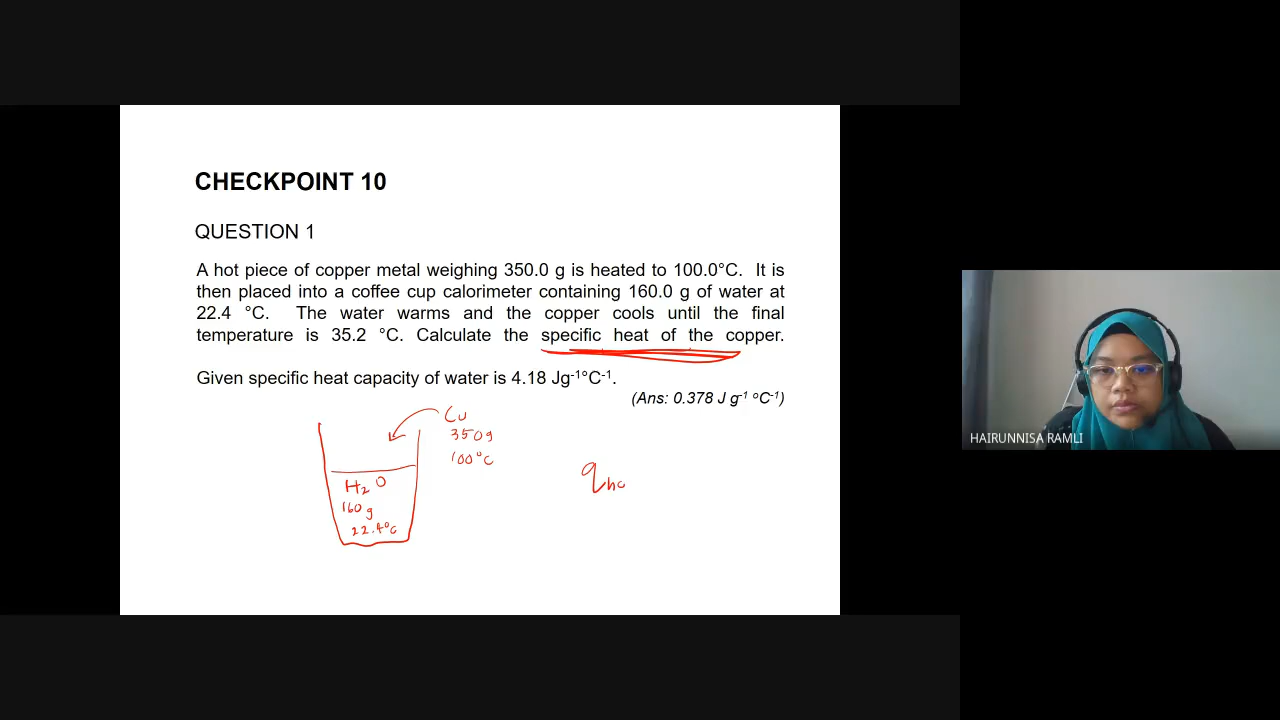 CHECKPOINT 10
QUESTION 1
A hot piece of copper metal weighing 350.0 g is heated to 100.0°C. It is
then placed into a coffee cup calorimeter containing 160.0 g of water at
22.4 °C. The water warms and the copper cools until the final
temperature is 35.2 °C. Calculate the specific heat of the copper.
Given specific heat capacity of water is 4.18 Jg⁻¹°C⁻¹.
(Ans: 0.378 J g⁻¹ °C⁻¹)
Cu
350g
100°C
H₂O
160g
22.4°C
HAIRUNNISA RAMLI